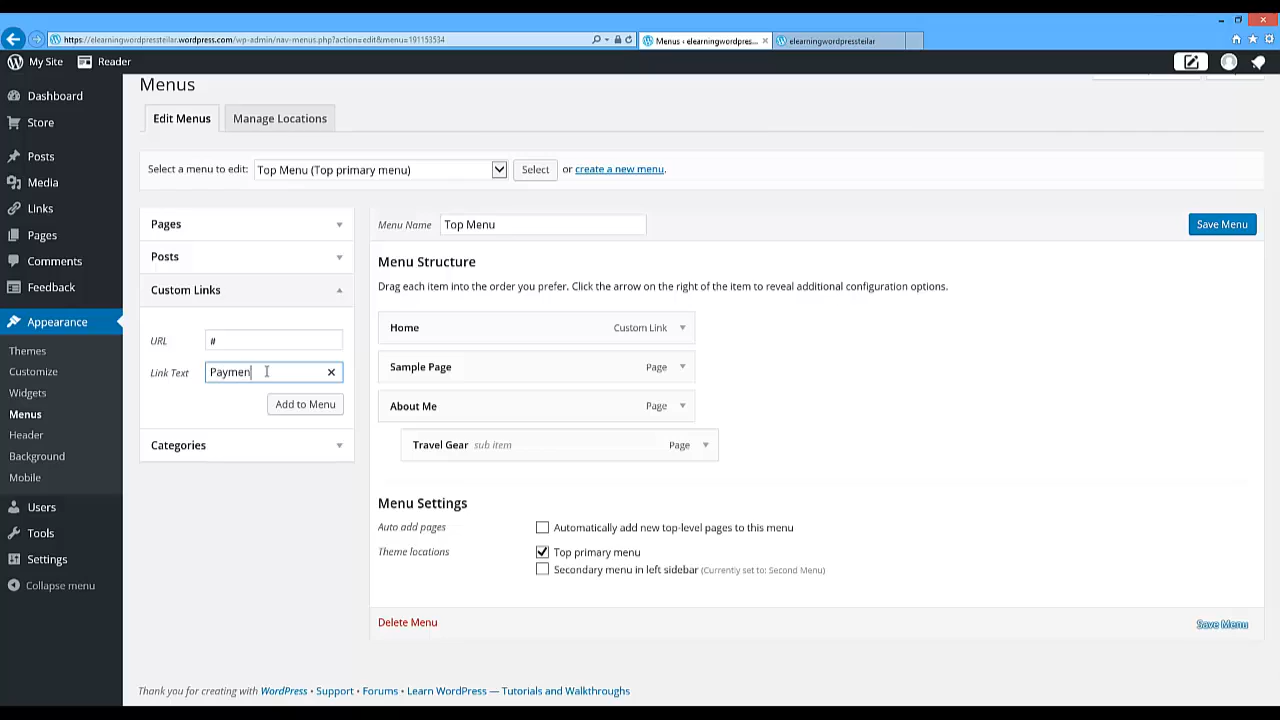 https://elearningwordpressteilar.wordpress.com/wp-admin/nav-menus.php?action=edit&menu=191153534
Menus ‹ elearningwordpres...
elearningwordpressteilar
My Site
Reader
Menus
Dashboard
Edit Menus
Manage Locations
Store
Posts
Select a menu to edit:
Top Menu (Top primary menu)
Select
or create a new menu.
Media
Links
Pages
Menu Name
Top Menu
Save Menu
Pages
Posts
Comments
Menu Structure
Feedback
Custom Links
Drag each item into the order you prefer. Click the arrow on the right of the item to reveal additional configuration options.
Appearance
Home
Custom Link
URL
#
Themes
Sample Page
Page
Customize
Link Text
Paymen
Widgets
About Me
Page
Add to Menu
Menus
Header
Categories
Travel Gear sub item
Page
Background
Mobile
Menu Settings
Users
Auto add pages
Automatically add new top-level pages to this menu
Tools
Theme locations
Top primary menu
Settings
Secondary menu in left sidebar (Currently set to: Second Menu)
Collapse menu
Delete Menu
Save Menu
Thank you for creating with WordPress • Support • Forums • Learn WordPress — Tutorials and Walkthroughs